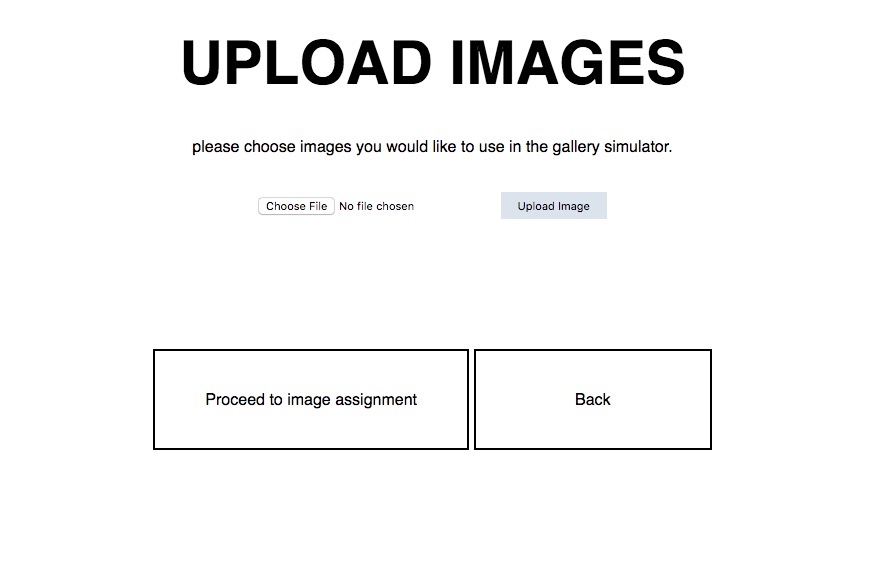 UPLOAD IMAGES
please choose images you would like to use in the gallery simulator.
Choose File No file chosen Upload Image
Proceed to image assignment Back